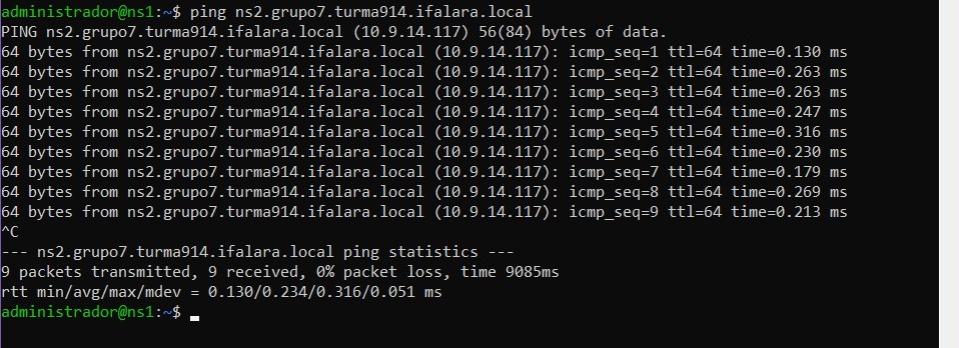 administrador@ns1:~$ ping ns2.grupo7.turma914.ifalara.local
PING ns2.grupo7.turma914.ifalara.local (10.9.14.117) 56(84) bytes of data.
64 bytes from ns2.grupo7.turma914.ifalara.local (10.9.14.117): icmp_seq=1 ttl=64 time=0.130 ms
64 bytes from ns2.grupo7.turma914.ifalara.local (10.9.14.117): icmp_seq=2 ttl=64 time=0.263 ms
64 bytes from ns2.grupo7.turma914.ifalara.local (10.9.14.117): icmp_seq=3 ttl=64 time=0.263 ms
64 bytes from ns2.grupo7.turma914.ifalara.local (10.9.14.117): icmp_seq=4 ttl=64 time=0.247 ms
64 bytes from ns2.grupo7.turma914.ifalara.local (10.9.14.117): icmp_seq=5 ttl=64 time=0.316 ms
64 bytes from ns2.grupo7.turma914.ifalara.local (10.9.14.117): icmp_seq=6 ttl=64 time=0.230 ms
64 bytes from ns2.grupo7.turma914.ifalara.local (10.9.14.117): icmp_seq=7 ttl=64 time=0.179 ms
64 bytes from ns2.grupo7.turma914.ifalara.local (10.9.14.117): icmp_seq=8 ttl=64 time=0.269 ms
64 bytes from ns2.grupo7.turma914.ifalara.local (10.9.14.117): icmp_seq=9 ttl=64 time=0.213 ms
^C
--- ns2.grupo7.turma914.ifalara.local ping statistics ---
9 packets transmitted, 9 received, 0% packet loss, time 9085ms
rtt min/avg/max/mdev = 0.130/0.234/0.316/0.051 ms
administrador@ns1:~$